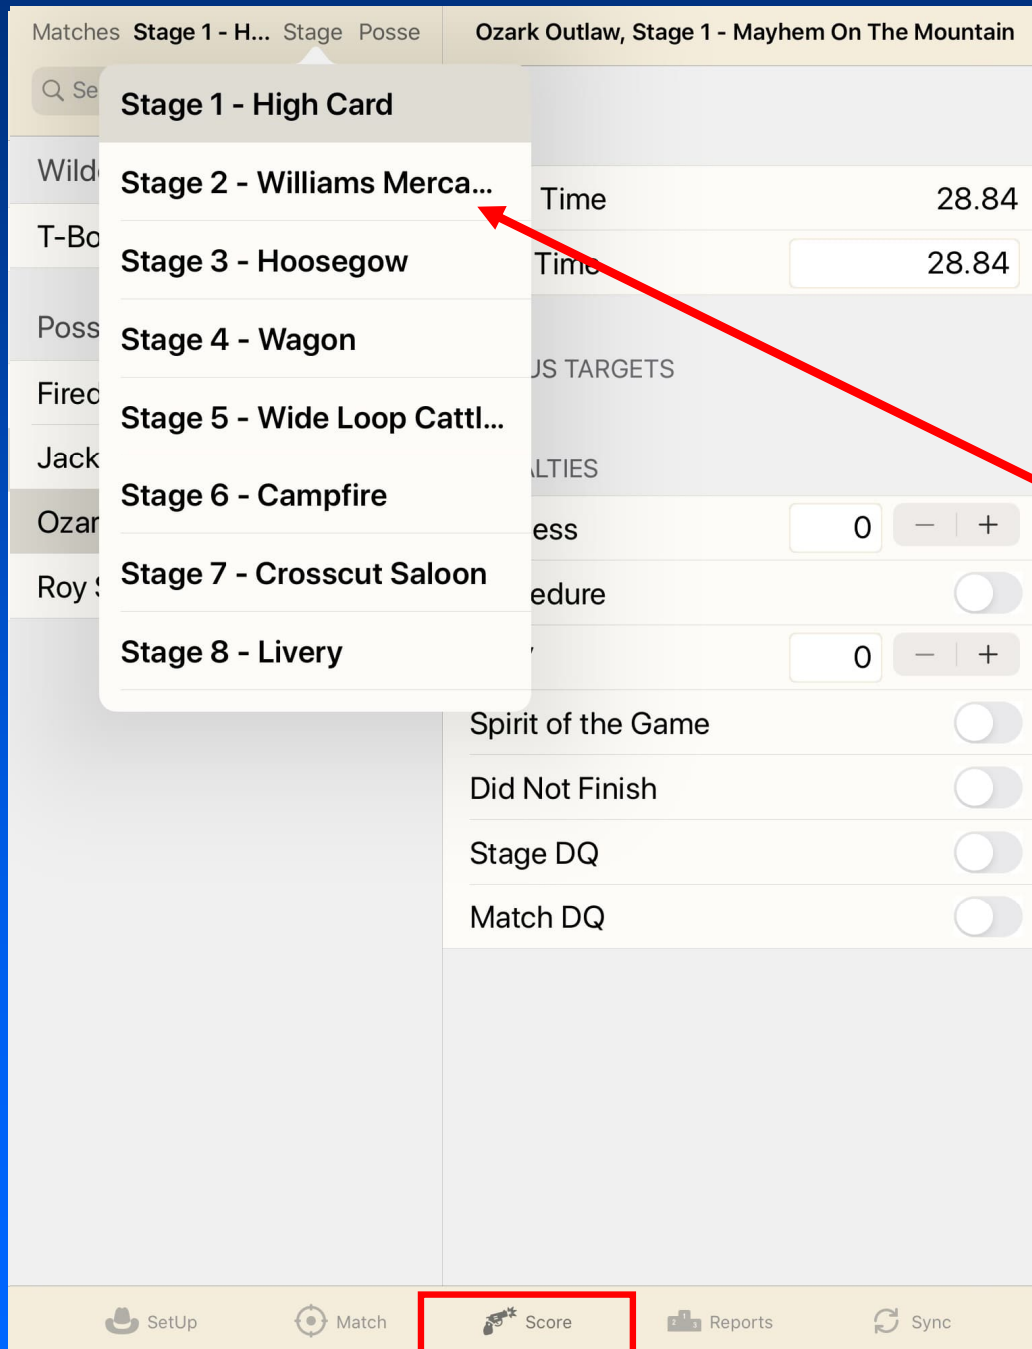 Matches Stage 1 - H... Stage Posse
Ozark Outlaw, Stage 1 - Mayhem On The Mountain
Se
Stage 1 - High Card
Stage 2 - Williams Merca...
Stage 3 - Hoosegow
Stage 4 - Wagon
Stage 5 - Wide Loop Cattl...
Stage 6 - Campfire
Stage 7 - Crosscut Saloon
Stage 8 - Livery
Wild
T-Bo
Poss
Fired
Jack
Ozar
Roy S
Time 28.84
Time 28.84
US TARGETS
LTIES
ess 0 − +
edure
0 − +
Spirit of the Game
Did Not Finish
Stage DQ
Match DQ
SetUp Match Score Reports Sync